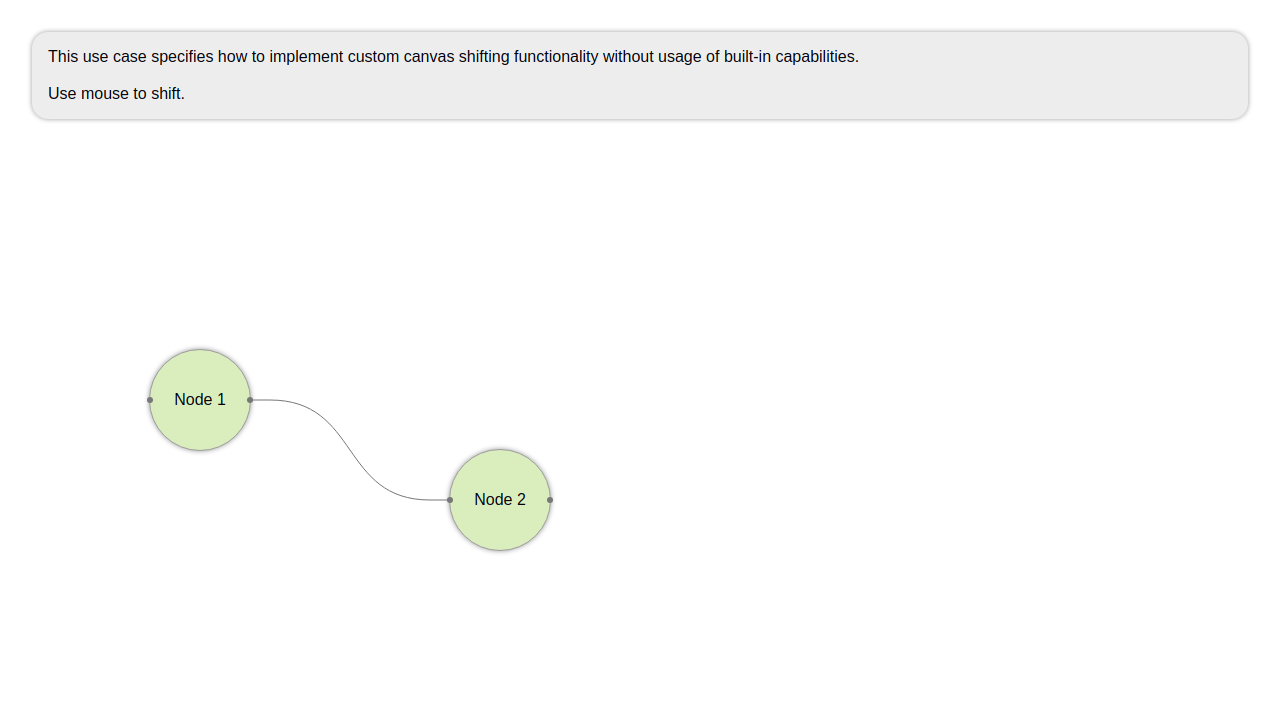 This use case specifies how to implement custom canvas shifting functionality without usage of built-in capabilities.
Use mouse to shift.
Node 1
Node 2